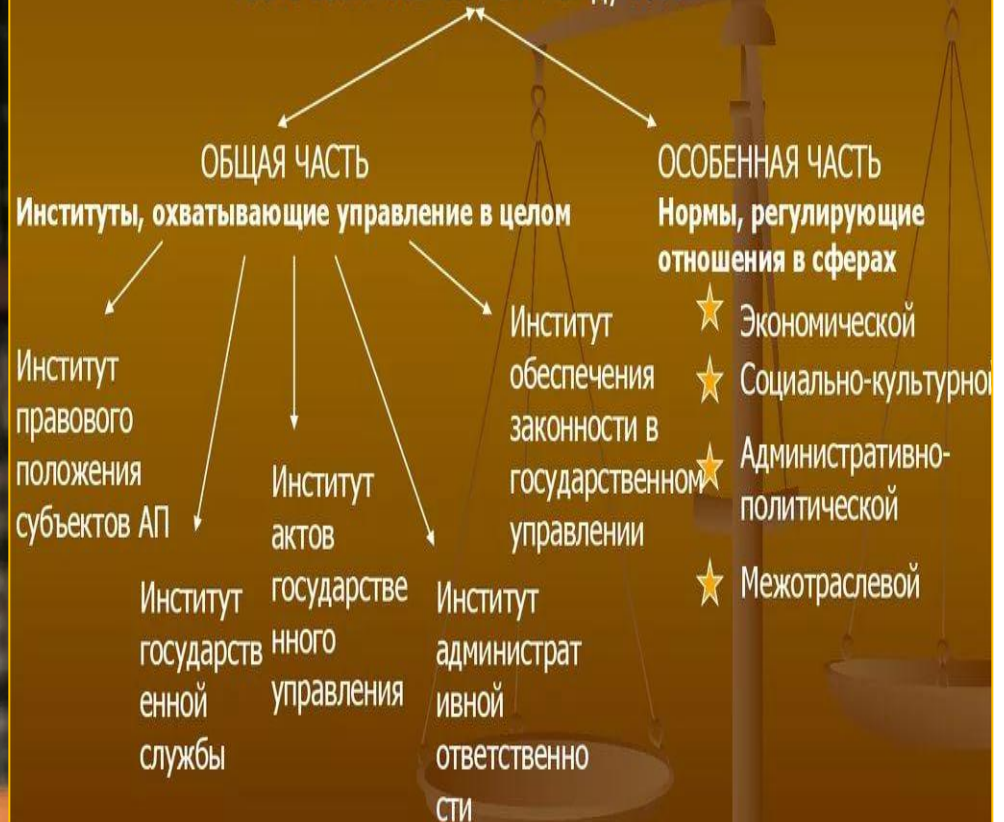 ОБЩАЯ ЧАСТЬ
Институты, охватывающие управление в целом
Институт
правового
положения
субъектов АП
Институт
государств
енной
службы
Институт
актов
государстве
нного
управления
Институт
администрат
ивной
ответственно
сти
Институт
обеспечения
законности в
государственном
управлении
ОСОБЕННАЯ ЧАСТЬ
Нормы, регулирующие
отношения в сферах
Экономической
Социально-культурной
Административно-
политической
Межотраслевой